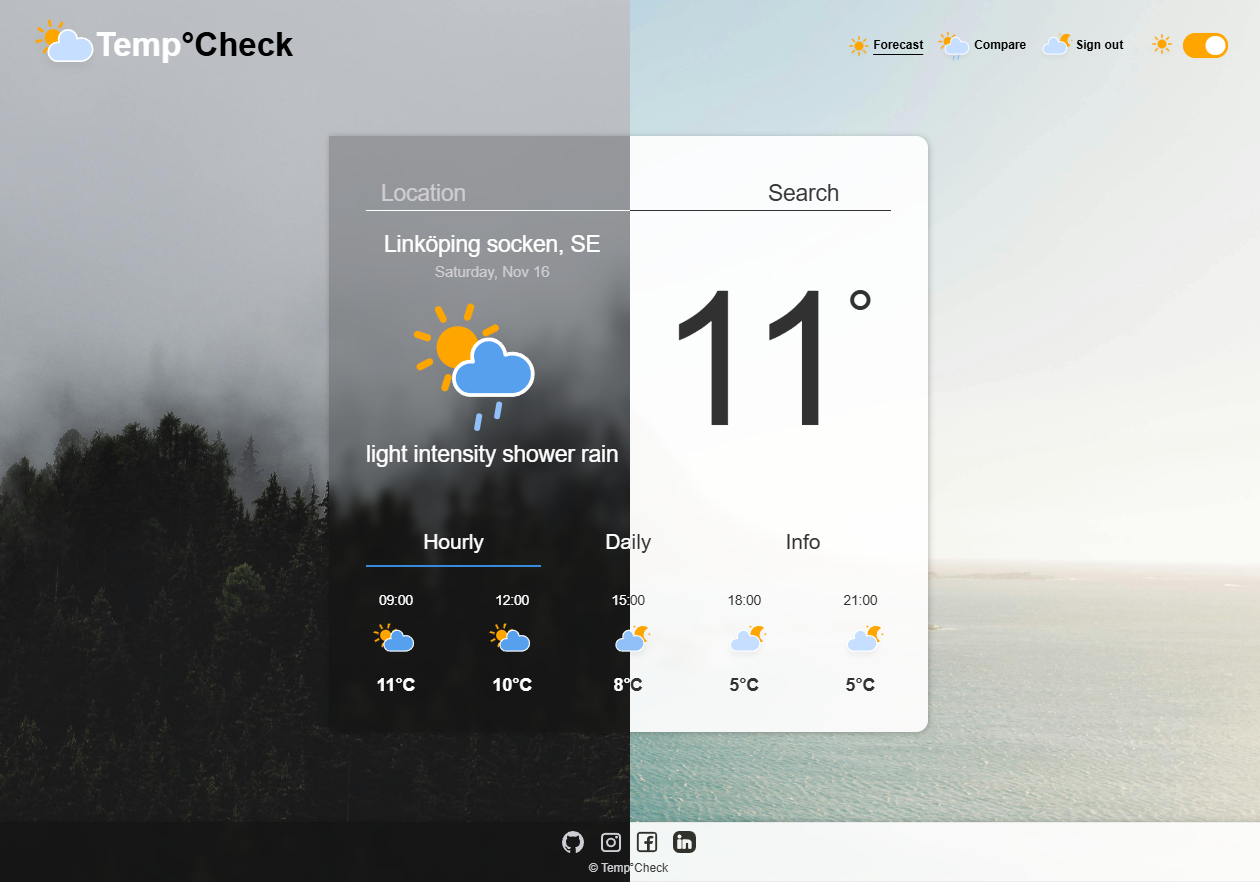 Temp°Check
Forecast Compare Sign out
Location Search
Linköping socken, SE
Saturday, Nov 16
11°
light intensity shower rain
Hourly Daily Info
09:00 12:00 15:00 18:00 21:00
11°C 10°C 8°C 5°C 5°C
© Temp°Check